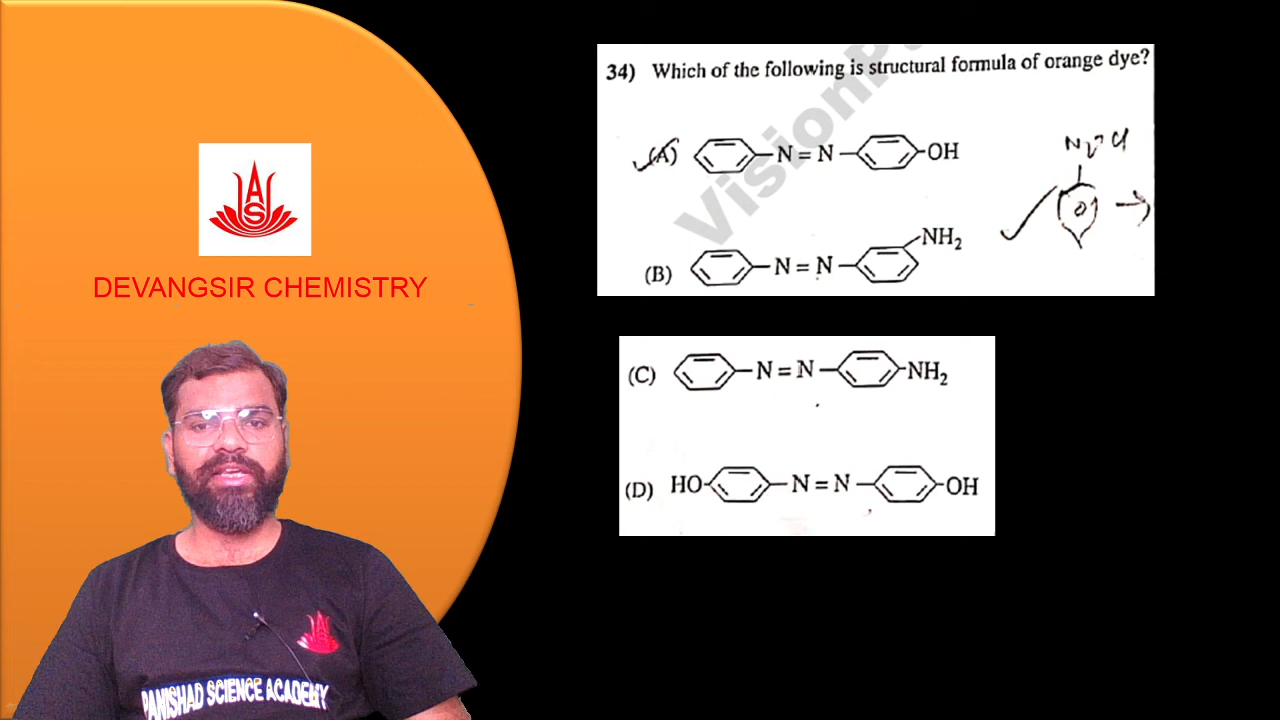 DEVANGSIR CHEMISTRY
AS
PANISHAD SCIENCE ACADEMY
34) Which of the following is structural formula of orange dye?
(A) N=N OH
(B) N=N NH2
(C) N=N NH2
(D) HO N=N OH